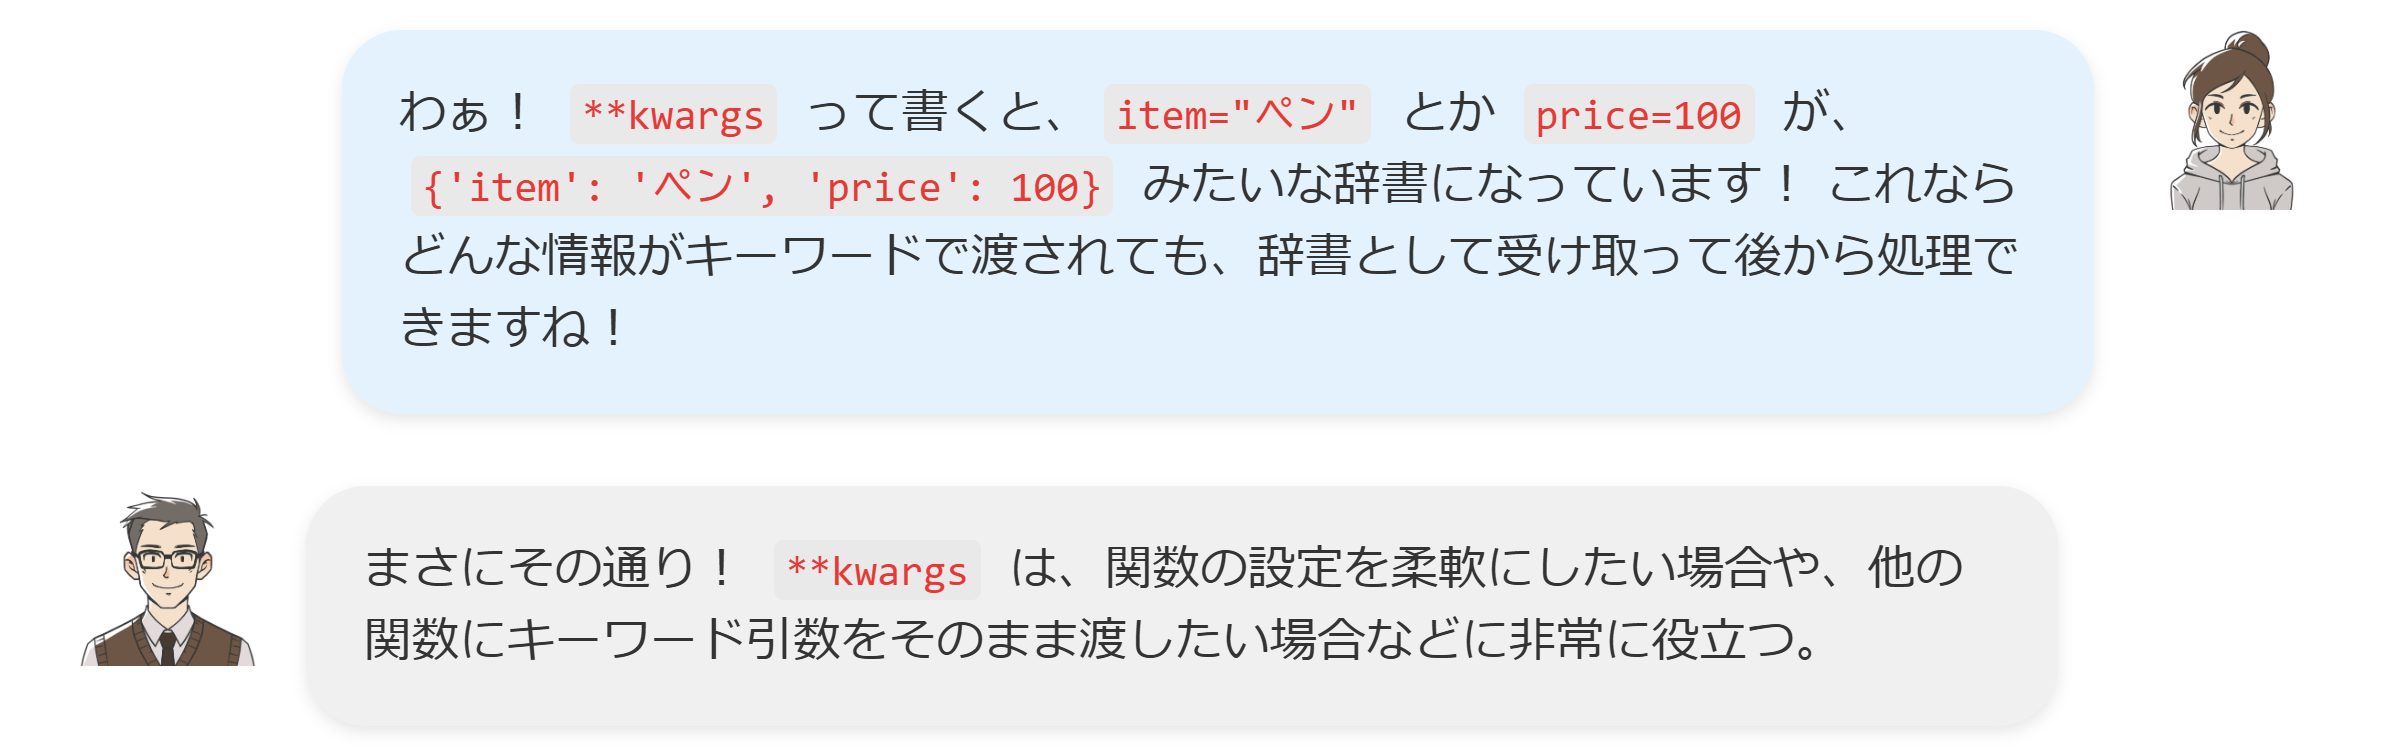 わぁ！ **kwargs って書くと、 item="ペン" とか price=100 が、
{'item': 'ペン', 'price': 100} みたいな辞書になっています！ これなら
どんな情報がキーワードで渡されても、辞書として受け取って後から処理で
きますね！
まさにその通り！ **kwargs は、関数の設定を柔軟にしたい場合や、他の
関数にキーワード引数をそのまま渡したい場合などに非常に役立つ。